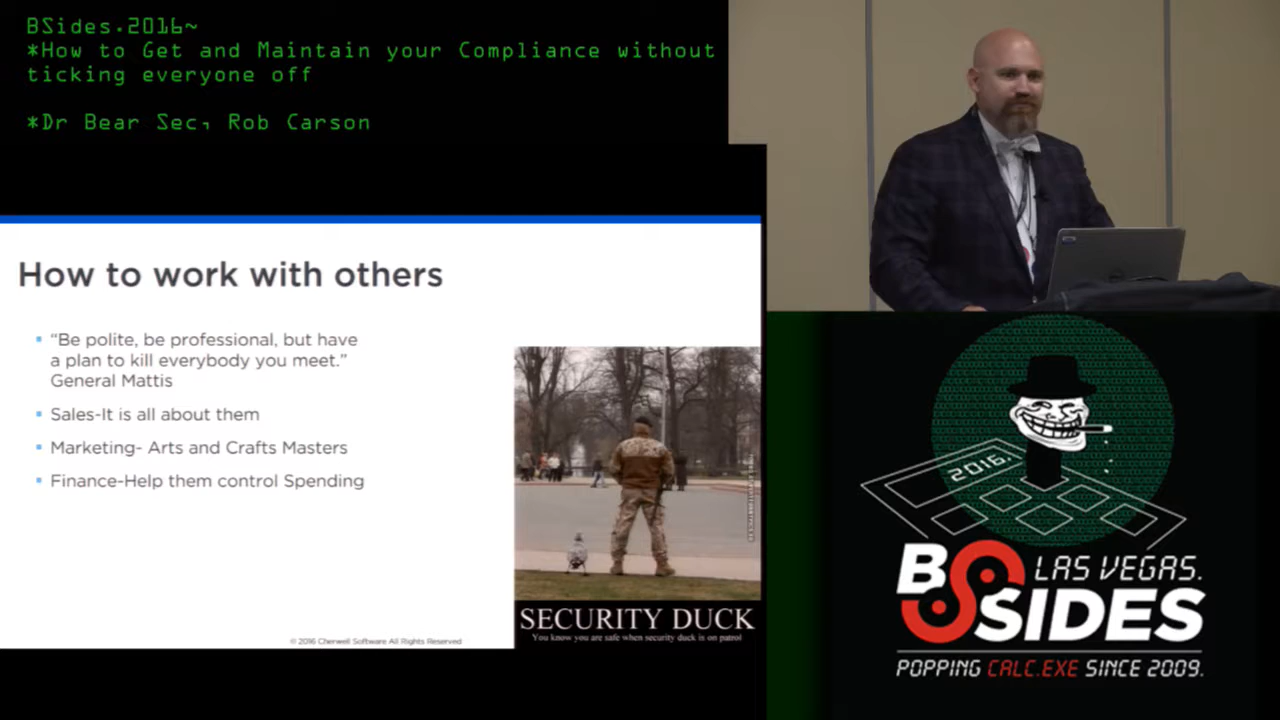 BSides.2016~
*How to Get and Maintain your Compliance without
ticking everyone off
*Dr Bear Sec, Rob Carson
How to work with others
"Be polite, be professional, but have
a plan to kill everybody you meet."
General Mattis
Sales-It is all about them
Marketing- Arts and Crafts Masters
Finance-Help them control Spending
SECURITY DUCK
You know you are safe when security duck is on patrol
© 2016 Cherwell Software All Rights Reserved
2016.
BSIDES
LAS VEGAS.
POPPING CALC.EXE SINCE 2009.